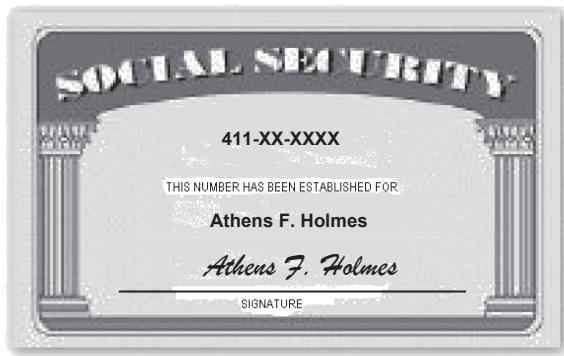 SOCIAL SECURITY
411-XX-XXXX
THIS NUMBER HAS BEEN ESTABLISHED FOR
Athens F. Holmes
Athens F. Holmes
SIGNATURE